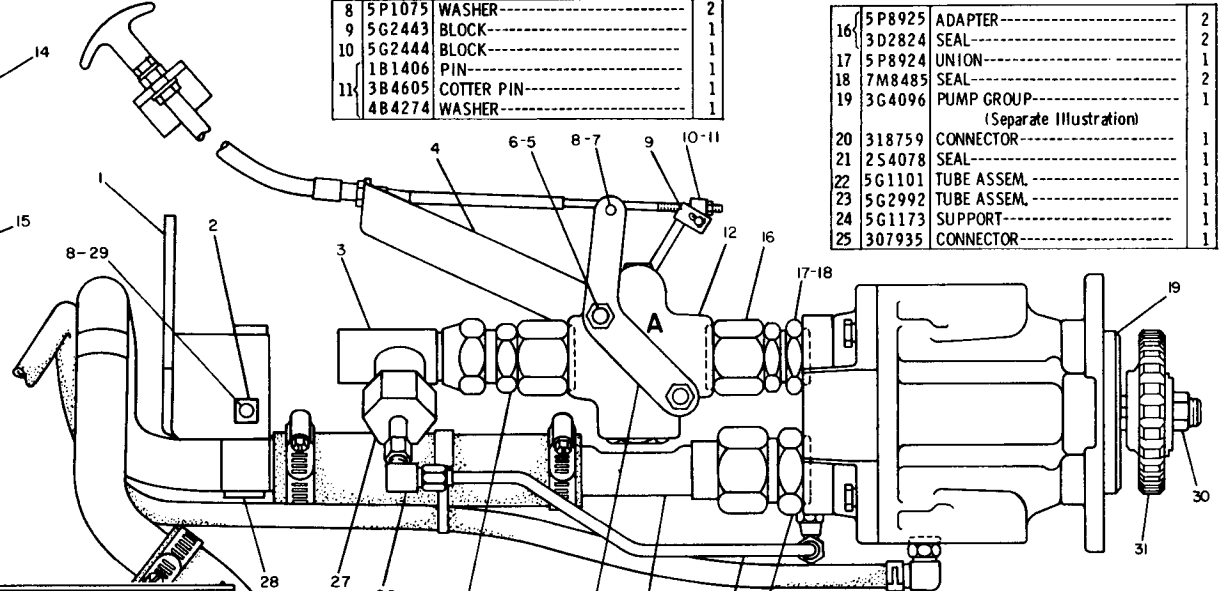 8 5P1075 WASHER 2
9 5G2443 BLOCK 1
10 5G2444 BLOCK 1
11{ 1B1406 PIN 1
3B4605 COTTER PIN 1
4B4274 WASHER 1
16{ 5P8925 ADAPTER 2
3D2824 SEAL 2
17 5P8924 UNION 1
18 7M8485 SEAL 2
19 3G4096 PUMP GROUP 1
(Separate Illustration)
20 318759 CONNECTOR 1
21 2S4078 SEAL 1
22 5G1101 TUBE ASSEM. 1
23 5G2992 TUBE ASSEM. 1
24 5G1173 SUPPORT 1
25 307935 CONNECTOR 1
14
15
1
2
8-29
3
4
6-5
8-7
9
10-11
12
16
17-18
19
A
30
31
28
27